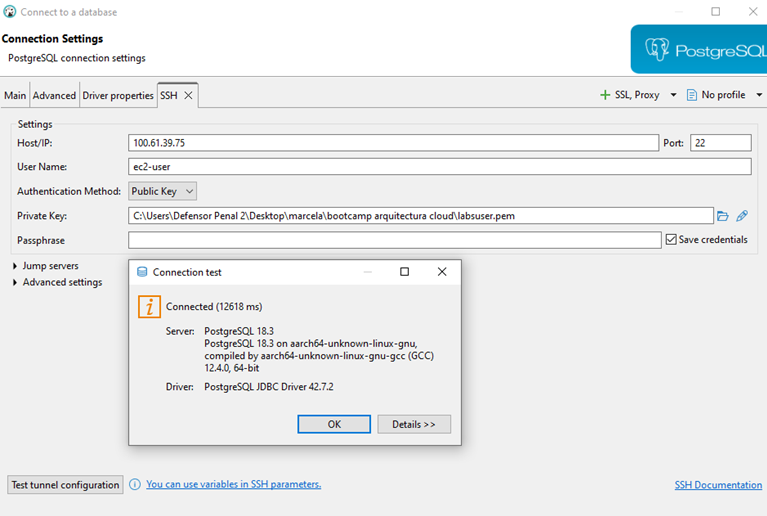 Connect to a database
Connection Settings
PostgreSQL connection settings
PostgreSQL
Main Advanced Driver properties SSH SSL, Proxy No profile
Settings
Host/IP: 100.61.39.75 Port: 22
User Name: ec2-user
Authentication Method: Public Key
Private Key: C:\Users\Defensor Penal 2\Desktop\marcela\bootcamp arquitectura cloud\labsuser.pem
Passphrase Save credentials
Jump servers
Advanced settings
Connection test
Connected (12618 ms)
Server: PostgreSQL 18.3
PostgreSQL 18.3 on aarch64-unknown-linux-gnu,
compiled by aarch64-unknown-linux-gnu-gcc (GCC)
12.4.0, 64-bit
Driver: PostgreSQL JDBC Driver 42.7.2
OK Details >>
Test tunnel configuration You can use variables in SSH parameters. SSH Documentation